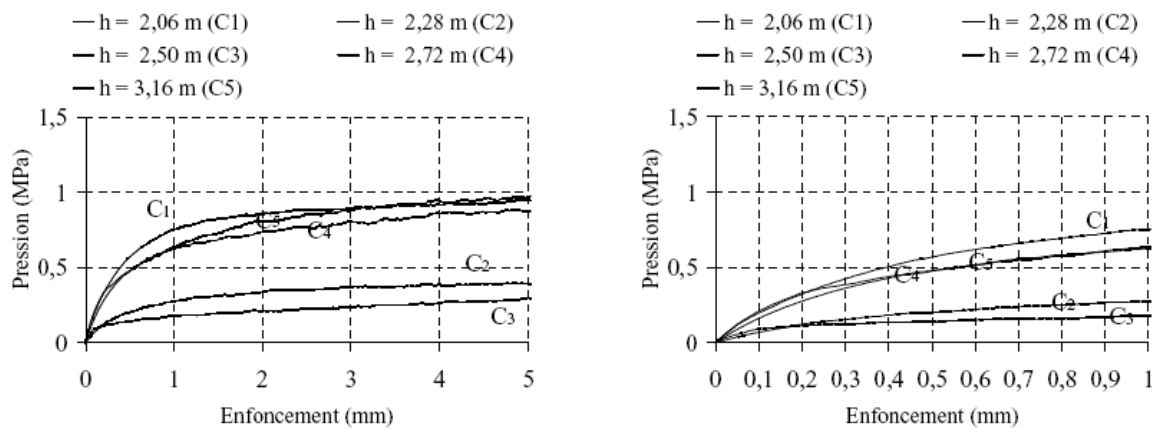 h = 2,06 m (C1) h = 2,28 m (C2)
h = 2,50 m (C3) h = 2,72 m (C4)
h = 3,16 m (C5)
Pression (MPa)
1,5
1
0,5
0
C1
C5
C4
C2
C3
0 1 2 3 4 5
Enfoncement (mm)
h = 2,06 m (C1) h = 2,28 m (C2)
h = 2,50 m (C3) h = 2,72 m (C4)
h = 3,16 m (C5)
Pression (MPa)
1,5
1
0,5
0
C1
C4
C5
C2
C3
0 0,1 0,2 0,3 0,4 0,5 0,6 0,7 0,8 0,9 1
Enfoncement (mm)